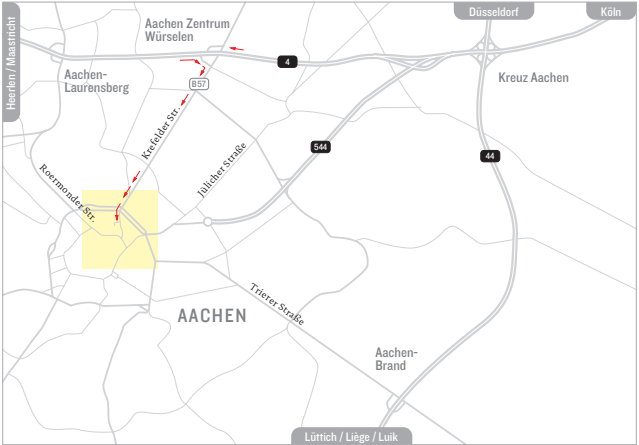 Düsseldorf
Köln
Heerlen / Maastricht
Aachen Zentrum
Würselen
4
Aachen-
Laurensberg
Kreuz Aachen
B57
Krefelder Str.
544
44
Jülicher Straße
Roermonder Str.
Trierer Straße
AACHEN
Aachen-
Brand
Lüttich / Liège / Luik